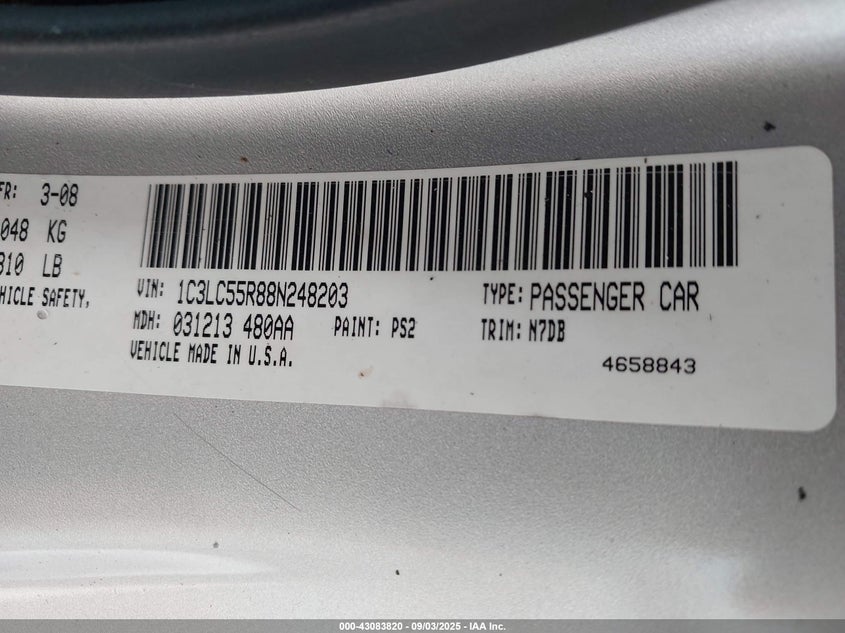 FR: 3-08
048 KG
310 LB
HICLE SAFETY,
VIN: 1C3LC55R88N248203
TYPE: PASSENGER CAR
MDH: 031213 480AA
PAINT: PS2
TRIM: N7DB
VEHICLE MADE IN U.S.A.
4658843
000-43083820 - 09/03/2025 - IAA Inc.